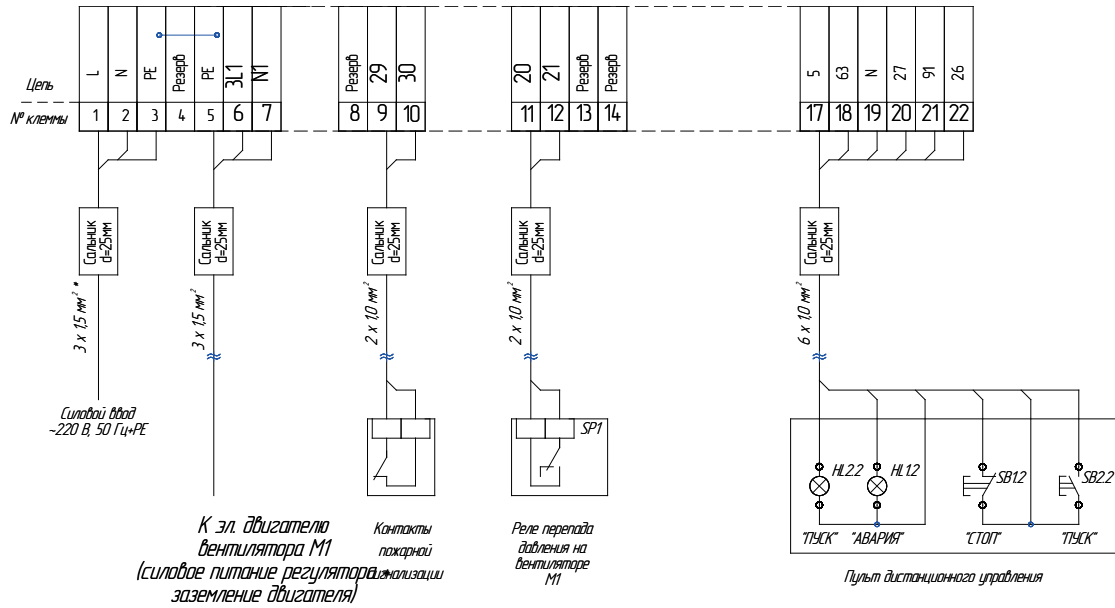 Цепь
L
N
PE
Резерв
PE
3L1
N1
Резерв
29
30
20
21
Резерв
Резерв
5
63
N
27
91
26
№ клеммы
1
2
3
4
5
6
7
8
9
10
11
12
13
14
17
18
19
20
21
22
Сальник
d=25мм
Сальник
d=25мм
Сальник
d=25мм
Сальник
d=25мм
Сальник
d=25мм
3 x 1,5 мм² *
3 x 1,5 мм²
2 x 1,0 мм²
2 x 1,0 мм²
6 x 1,0 мм²
Силовой ввод
~220 В, 50 Гц+PE
SP1
HL2.2
HL1.2
SB1.2
SB2.2
"ПУСК"
"АВАРИЯ"
"СТОП"
"ПУСК"
К эл. двигателю
вентилятора М1
(силовое питание регулятора+
заземление двигателя)
Контакты
пожарной
сигнализации
Реле перепада
давления на
вентиляторе
М1
Пульт дистанционного управления